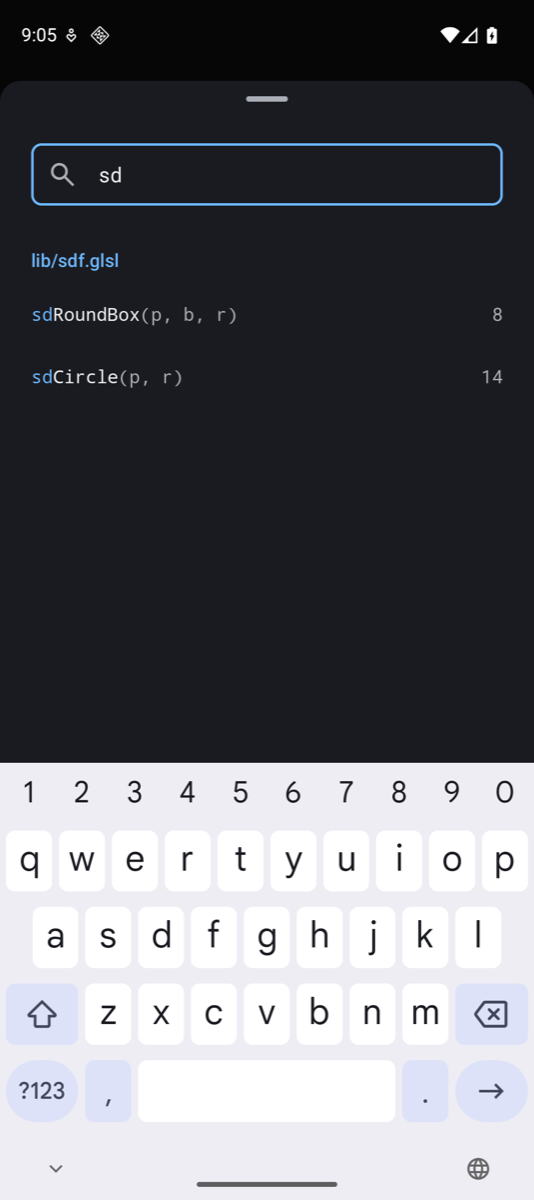 9:05
sd
lib/sdf.glsl
sdRoundBox(p, b, r) 8
sdCircle(p, r) 14
1 2 3 4 5 6 7 8 9 0
q w e r t y u i o p
a s d f g h j k l
z x c v b n m
?123 , .